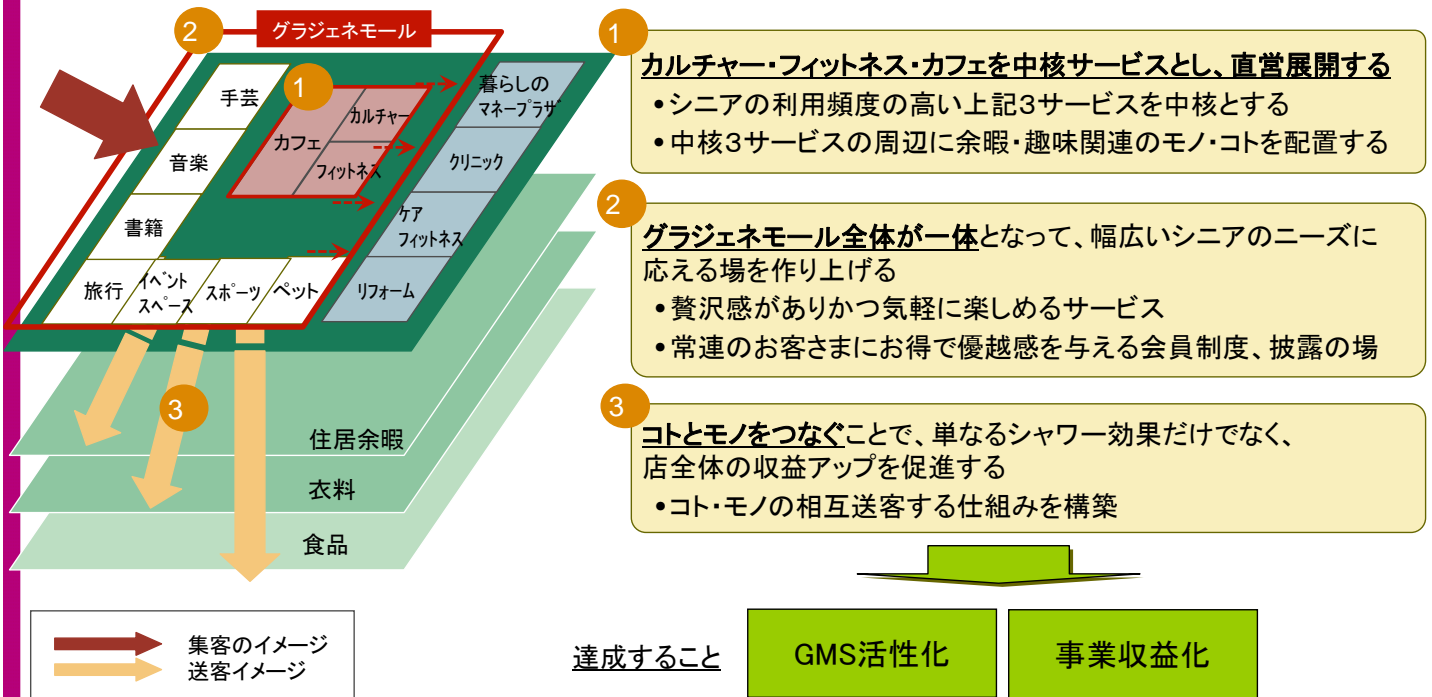 2
グラジェネモール
手芸
1
カルチャー
カフェ
フィットネス
音楽
書籍
旅行
イベント
スペース
スポーツ
ペット
暮らしの
マネープラザ
クリニック
ケア
フィットネス
リフォーム
3
住居余暇
衣料
食品
集客のイメージ
送客イメージ
1
カルチャー・フィットネス・カフェを中核サービスとし、直営展開する
•シニアの利用頻度の高い上記3サービスを中核とする
•中核3サービスの周辺に余暇・趣味関連のモノ・コトを配置する
2
グラジェネモール全体が一体となって、幅広いシニアのニーズに
応える場を作り上げる
•贅沢感がありかつ気軽に楽しめるサービス
•常連のお客さまにお得で優越感を与える会員制度、披露の場
3
コトとモノをつなぐことで、単なるシャワー効果だけでなく、
店全体の収益アップを促進する
•コト・モノの相互送客する仕組みを構築
達成すること
GMS活性化
事業収益化